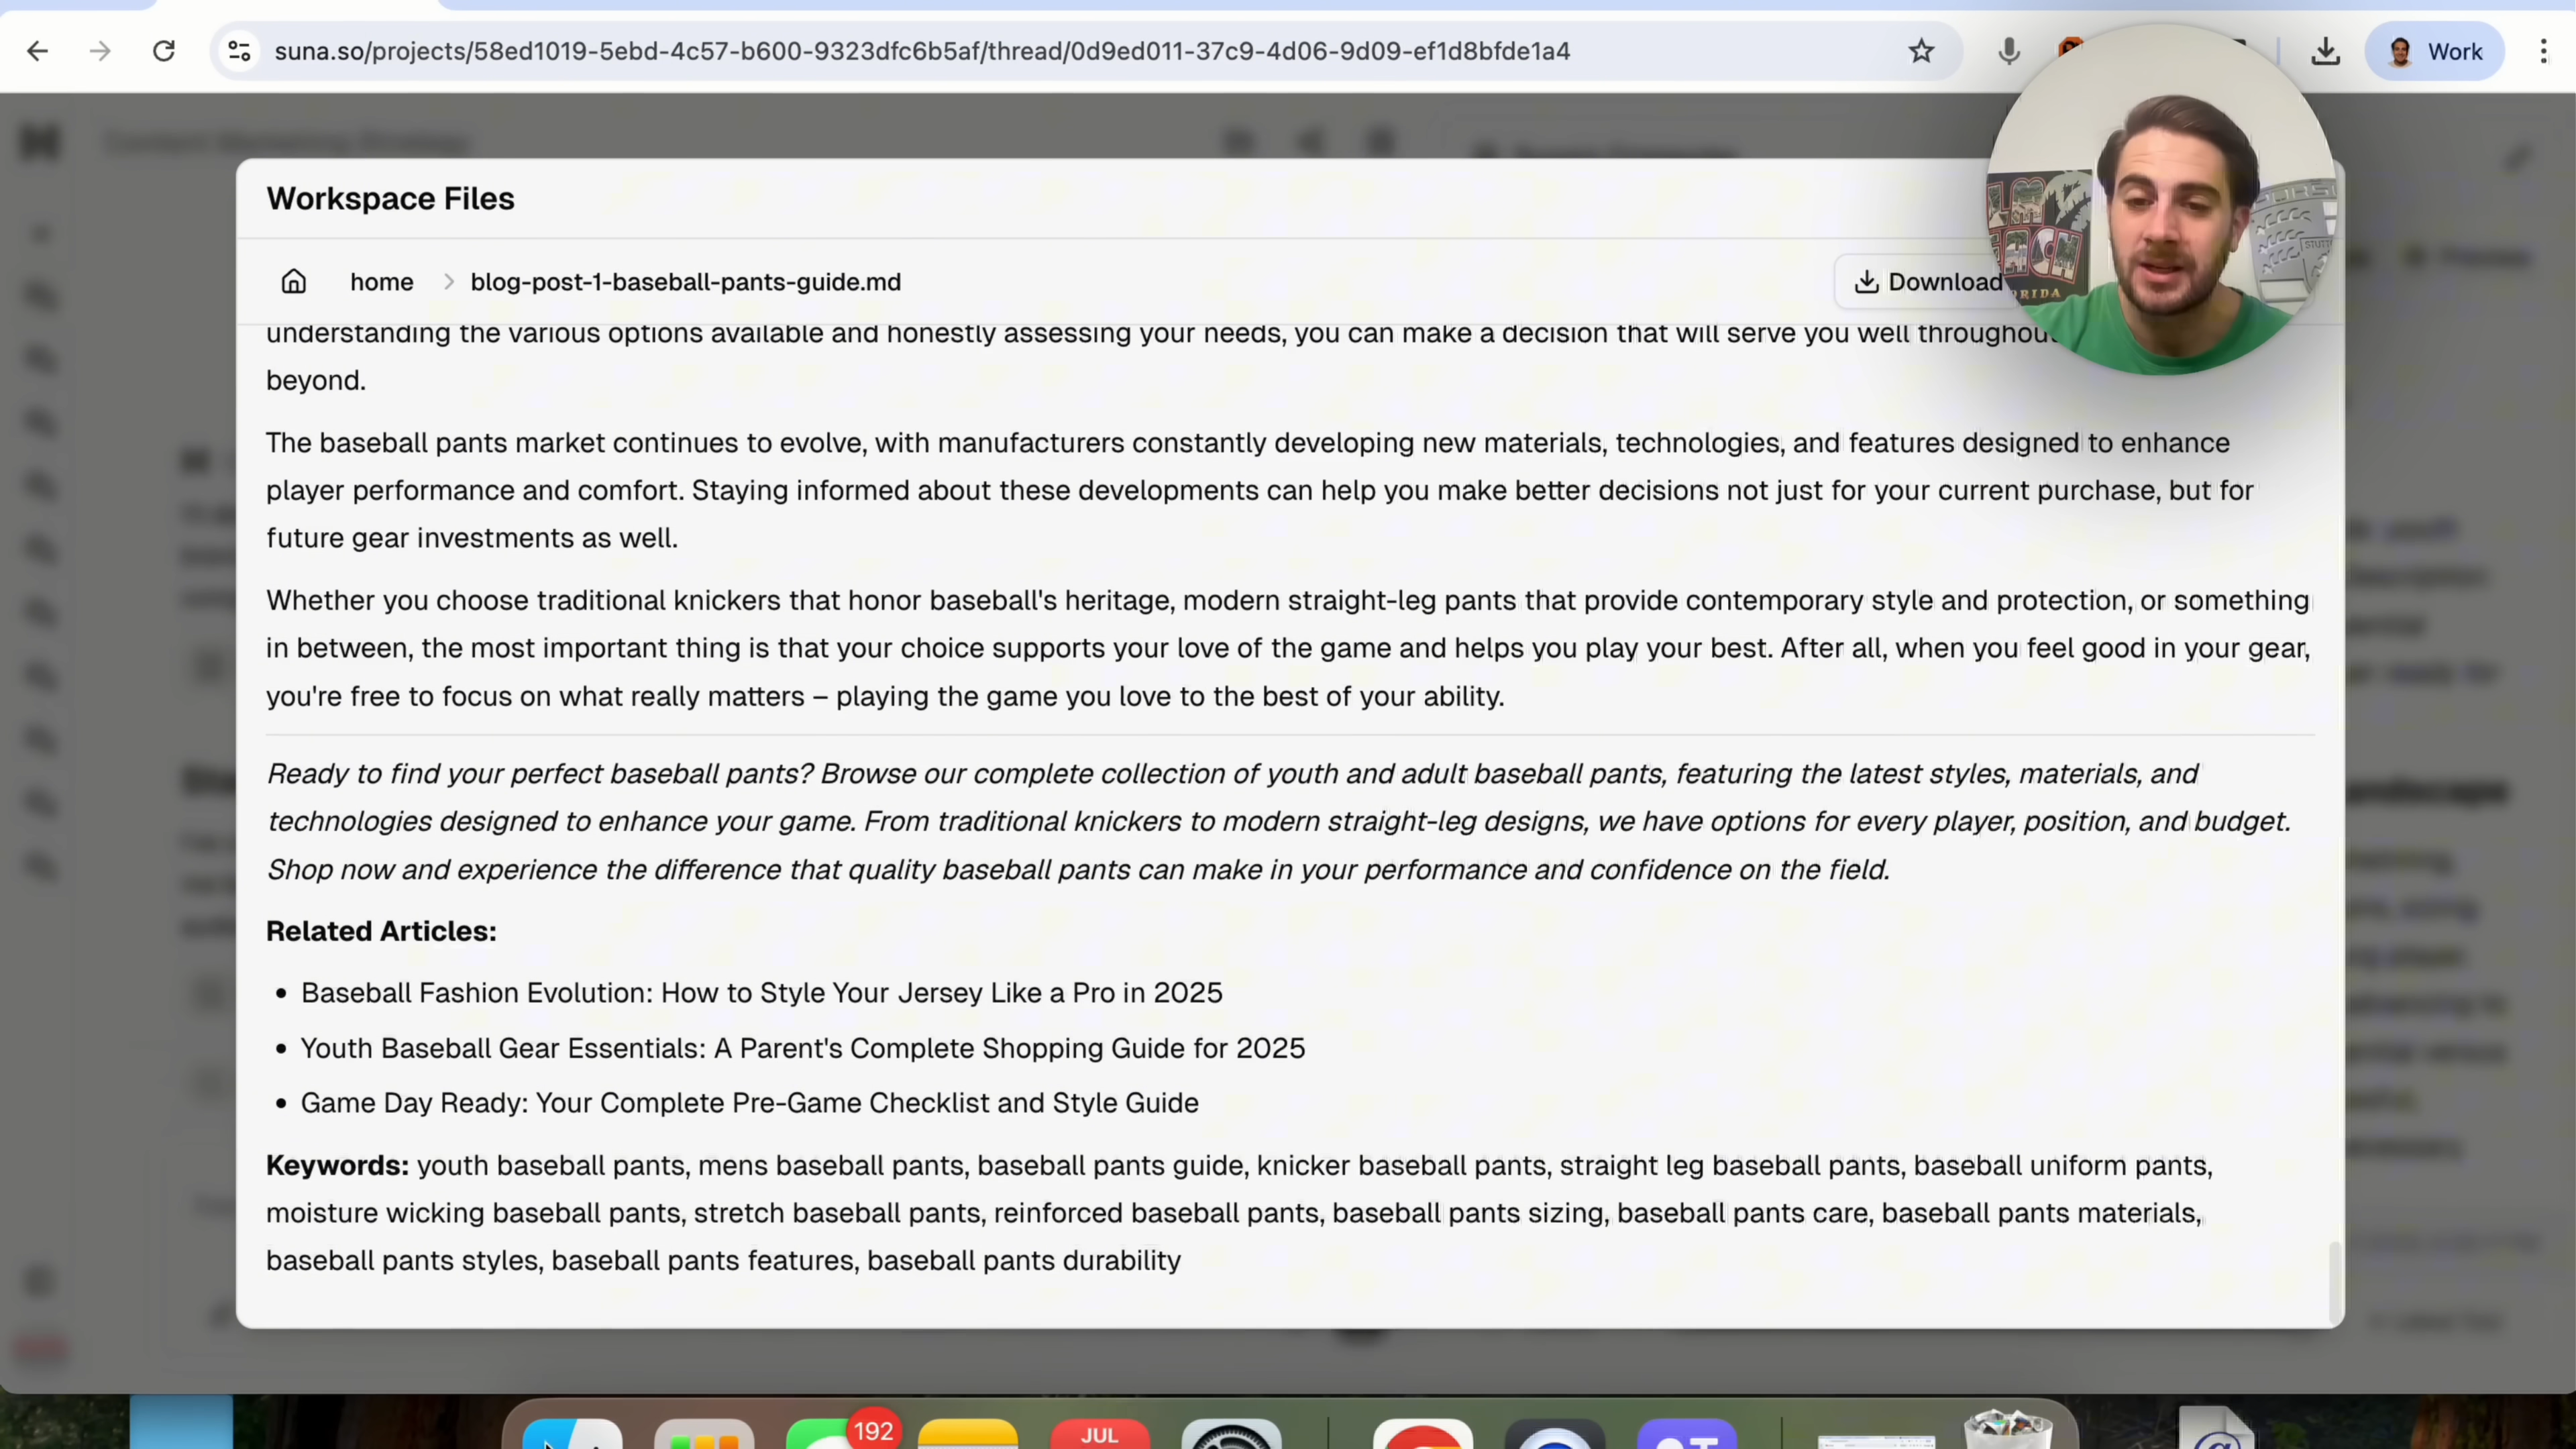 suna.so/projects/58ed1019-5ebd-4c57-b600-9323dfc6b5af/thread/0d9ed011-37c9-4d06-9d09-ef1d8bfde1a4
Work
Workspace Files
home
blog-post-1-baseball-pants-guide.md
Download
understanding the various options available and honestly assessing your needs, you can make a decision that will serve you well
beyond.
The baseball pants market continues to evolve, with manufacturers constantly developing new materials, technologies, and features designed to enhance
player performance and comfort. Staying informed about these developments can help you make better decisions not just for your current purchase, but for
future gear investments as well.
Whether you choose traditional knickers that honor baseball's heritage, modern straight-leg pants that provide contemporary style and protection, or something
in between, the most important thing is that your choice supports your love of the game and helps you play your best. After all, when you feel good in your gear,
you're free to focus on what really matters – playing the game you love to the best of your ability.
Ready to find your perfect baseball pants? Browse our complete collection of youth and adult baseball pants, featuring the latest styles, materials, and
technologies designed to enhance your game. From traditional knickers to modern straight-leg designs, we have options for every player, position, and budget.
Shop now and experience the difference that quality baseball pants can make in your performance and confidence on the field.
Related Articles:
• Baseball Fashion Evolution: How to Style Your Jersey Like a Pro in 2025
• Youth Baseball Gear Essentials: A Parent's Complete Shopping Guide for 2025
• Game Day Ready: Your Complete Pre-Game Checklist and Style Guide
Keywords: youth baseball pants, mens baseball pants, baseball pants guide, knicker baseball pants, straight leg baseball pants, baseball uniform pants,
moisture wicking baseball pants, stretch baseball pants, reinforced baseball pants, baseball pants sizing, baseball pants care, baseball pants materials,
baseball pants styles, baseball pants features, baseball pants durability
192
JUL